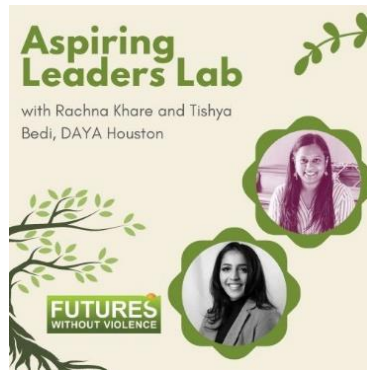 Aspiring
Leaders Lab
with Rachna Khare and Tishya
Bedi, DAYA Houston
FUTURES
WITHOUT VIOLENCE